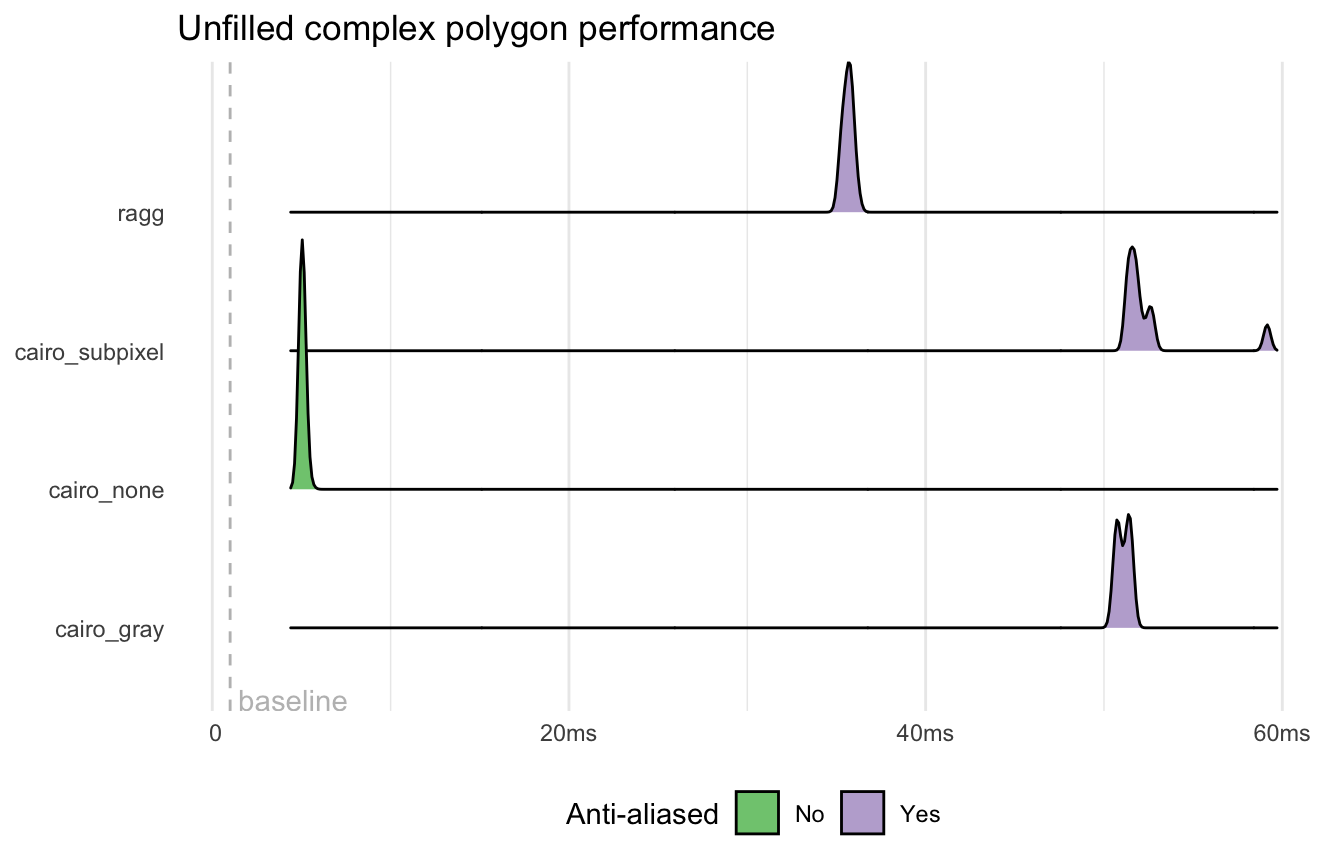 Unfilled complex polygon performance
ragg
cairo_subpixel
cairo_none
cairo_gray
baseline
0 20ms 40ms 60ms
Anti-aliased No Yes